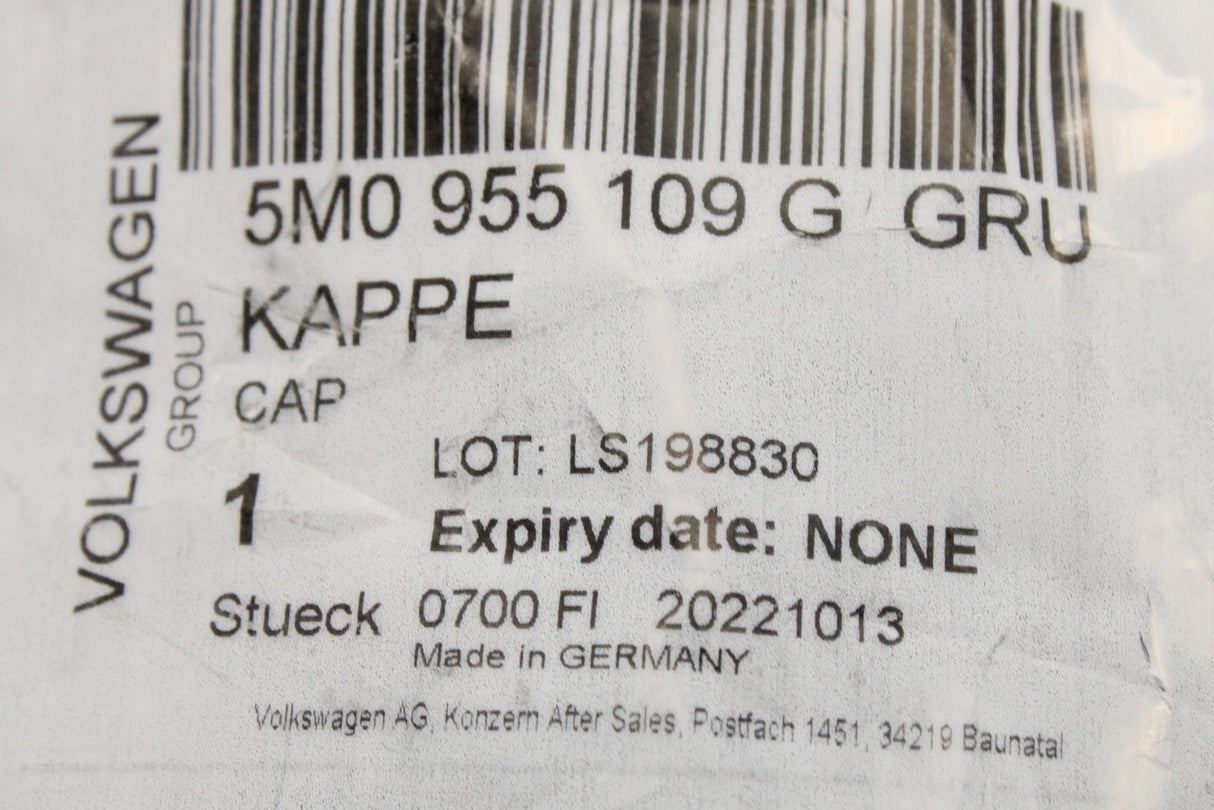 VOLKSWAGEN
GROUP
5M0 955 109 G GRU
KAPPE
CAP
LOT: LS198830
1
Expiry date: NONE
Stueck 0700 FI 20221013
Made in GERMANY
Volkswagen AG, Konzern After Sales, Postfach 1451, 34219 Baunatal